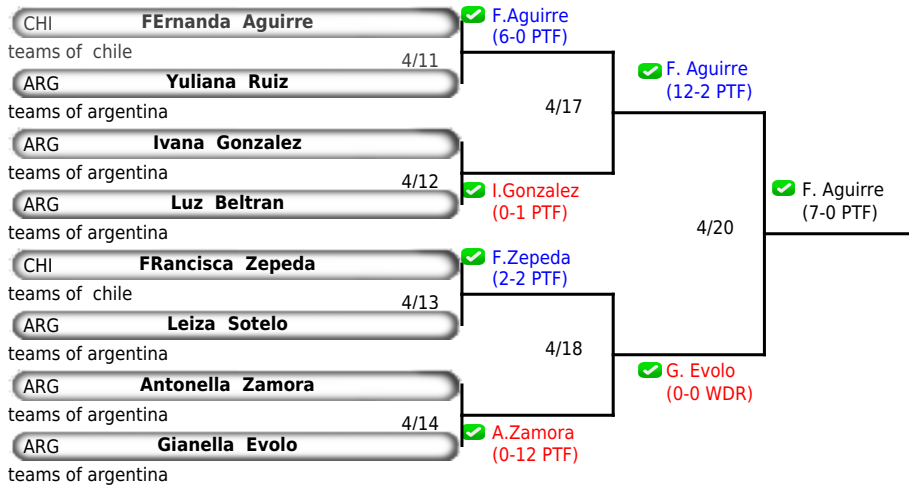 CHI FErnanda Aguirre
teams of chile
4/11
ARG Yuliana Ruiz
teams of argentina
ARG Ivana Gonzalez
teams of argentina
4/12
ARG Luz Beltran
teams of argentina
CHI FRancisca Zepeda
teams of chile
4/13
ARG Leiza Sotelo
teams of argentina
ARG Antonella Zamora
teams of argentina
4/14
ARG Gianella Evolo
teams of argentina
F.Aguirre
(6-0 PTF)
4/17
I.Gonzalez
(0-1 PTF)
F.Zepeda
(2-2 PTF)
4/18
A.Zamora
(0-12 PTF)
F. Aguirre
(12-2 PTF)
4/20
G. Evolo
(0-0 WDR)
F. Aguirre
(7-0 PTF)